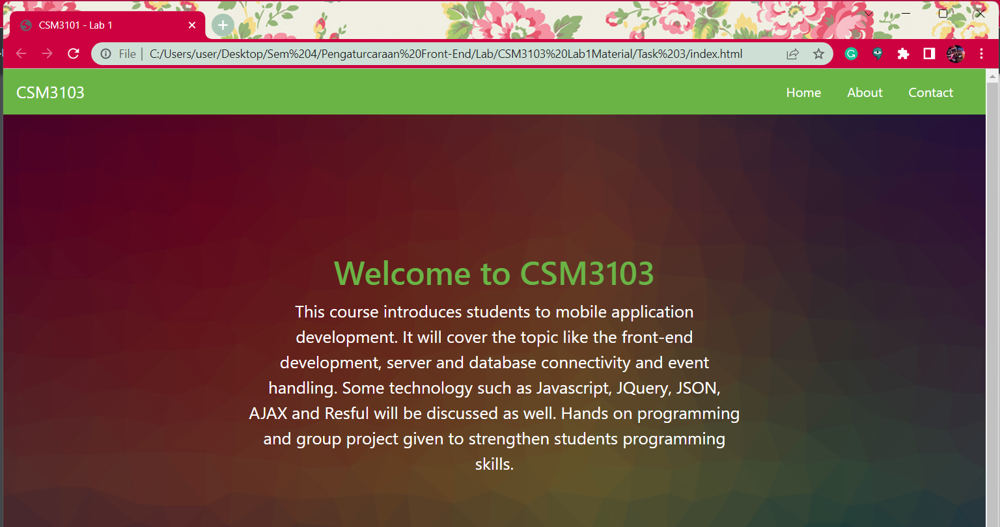 CSM3101 - Lab 1
File | C:/Users/user/Desktop/Sem%204/Pengaturcaraan%20Front-End/Lab/CSM3103%20Lab1Material/Task%203/index.html
CSM3103
Home About Contact
Welcome to CSM3103
This course introduces students to mobile application
development. It will cover the topic like the front-end
development, server and database connectivity and event
handling. Some technology such as Javascript, JQuery, JSON,
AJAX and Resful will be discussed as well. Hands on programming
and group project given to strengthen students programming
skills.